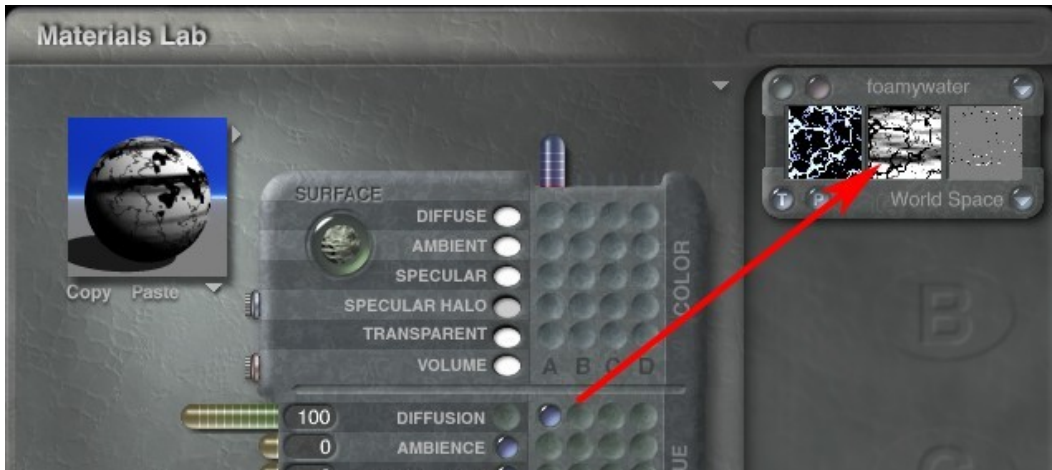 Materials Lab
foamywater
T P World Space
Copy Paste
SURFACE
DIFFUSE
AMBIENT
SPECULAR
SPECULAR HALO
TRANSPARENT
VOLUME
A B C D
COLOR
B
100 DIFFUSION
0 AMBIENCE